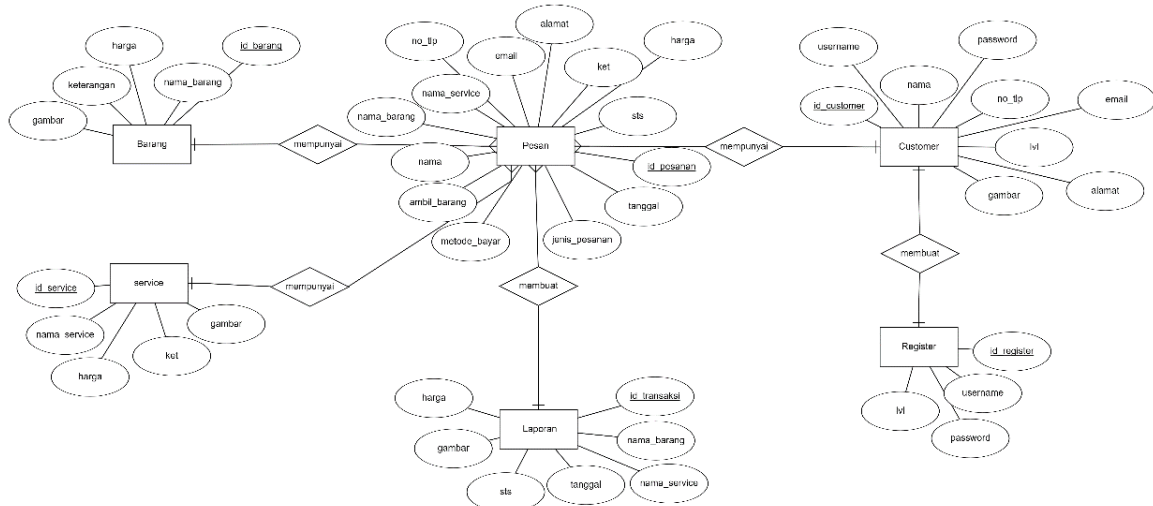 harga
id_barang
keterangan
nama_barang
gambar
Barang
mempunyai
no_tlp
email
alamat
ket
harga
nama_service
nama_barang
sts
Pesan
nama
id_pesanan
ambil_barang
tanggal
metode_bayar
jenis_pesanan
mempunyai
username
password
nama
id_customer
no_tlp
email
Customer
lvl
gambar
alamat
membuat
Register
id_register
username
lvl
password
service
id_service
nama_service
gambar
ket
harga
mempunyai
membuat
harga
id_transaksi
Laporan
gambar
nama_barang
sts
tanggal
nama_service